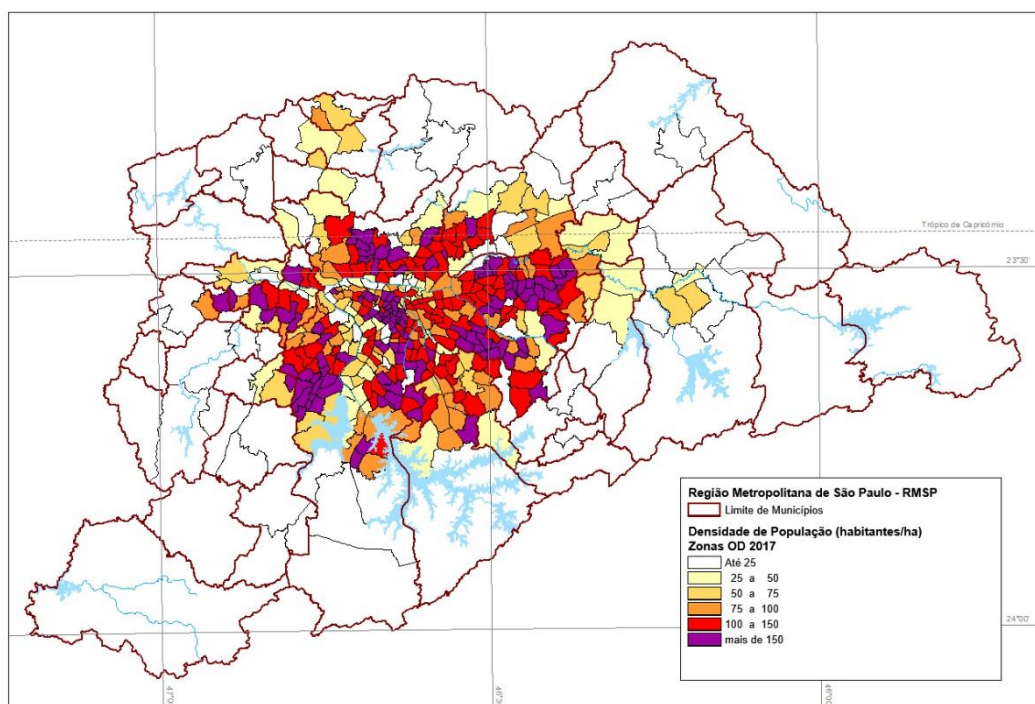 Trópico de Capricórnio
23°30'
Região Metropolitana de São Paulo - RMSP
Limite de Municípios
Densidade de População (habitantes/ha)
Zonas OD 2017
Até 25
25 a 50
50 a 75
75 a 100
100 a 150
mais de 150
24°00'